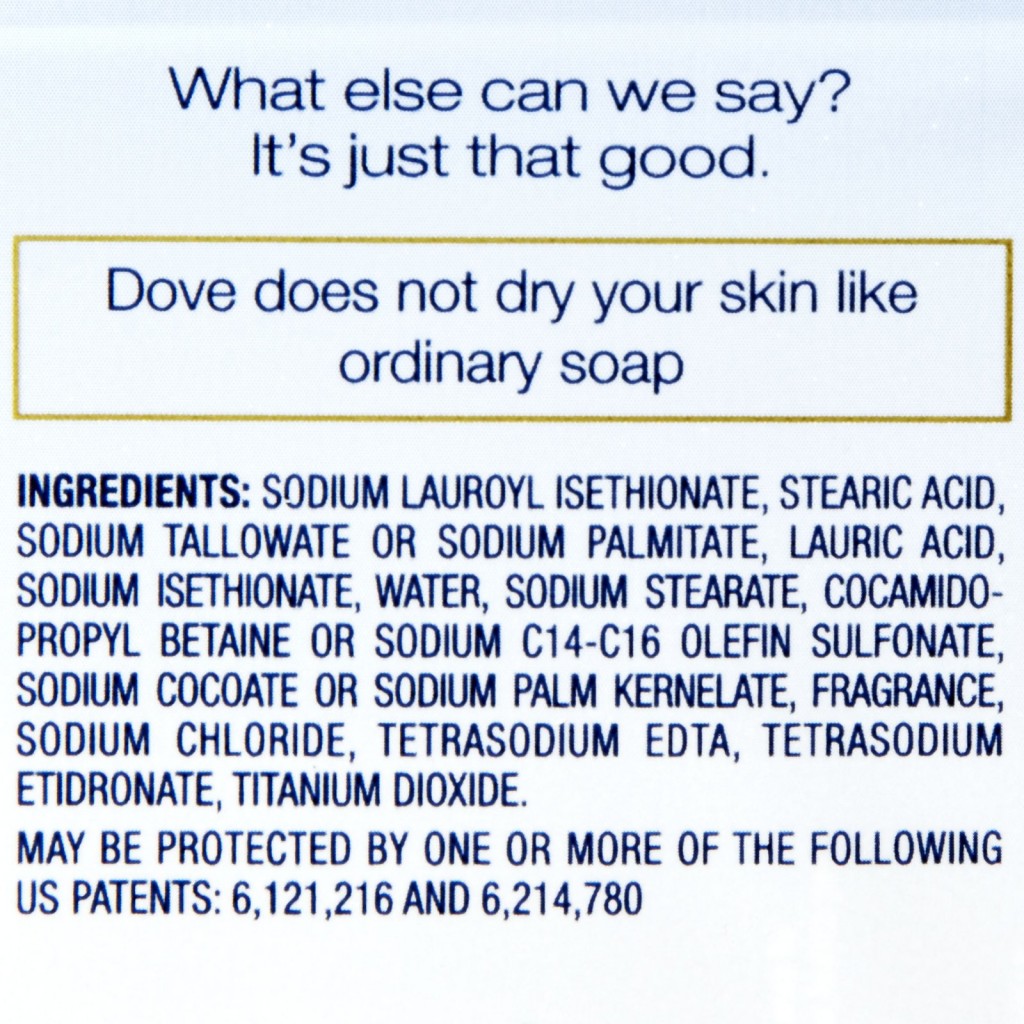 What else can we say?
It's just that good.
Dove does not dry your skin like
ordinary soap
INGREDIENTS: SODIUM LAUROYL ISETHIONATE, STEARIC ACID,
SODIUM TALLOWATE OR SODIUM PALMITATE, LAURIC ACID,
SODIUM ISETHIONATE, WATER, SODIUM STEARATE, COCAMIDO-
PROPYL BETAINE OR SODIUM C14-C16 OLEFIN SULFONATE,
SODIUM COCOATE OR SODIUM PALM KERNELATE, FRAGRANCE,
SODIUM CHLORIDE, TETRASODIUM EDTA, TETRASODIUM
ETIDRONATE, TITANIUM DIOXIDE.
MAY BE PROTECTED BY ONE OR MORE OF THE FOLLOWING
US PATENTS: 6,121,216 AND 6,214,780